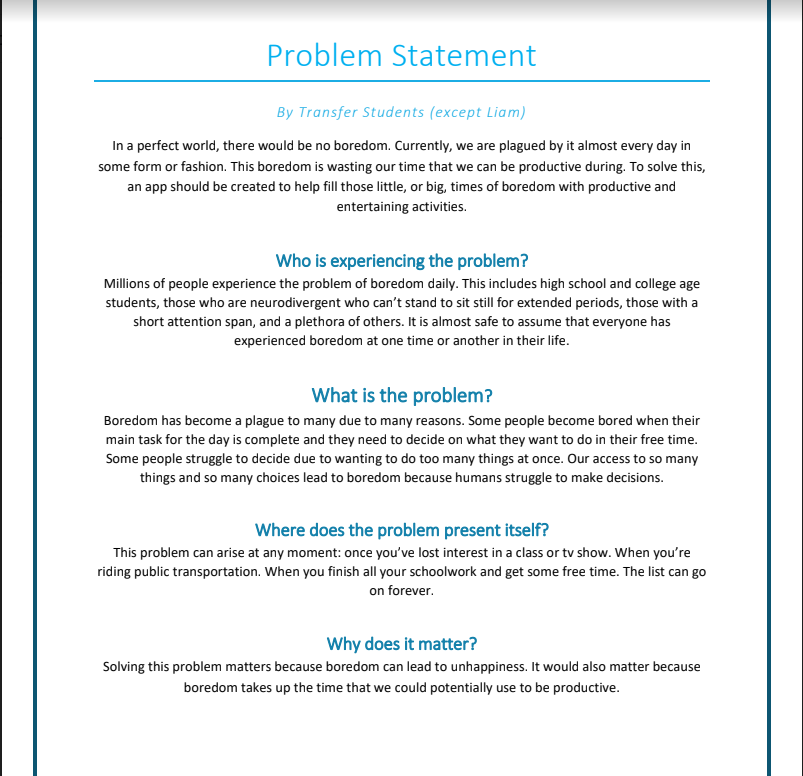 Problem Statement
By Transfer Students (except Liam)
In a perfect world, there would be no boredom. Currently, we are plagued by it almost every day in
some form or fashion. This boredom is wasting our time that we can be productive during. To solve this,
an app should be created to help fill those little, or big, times of boredom with productive and
entertaining activities.
Who is experiencing the problem?
Millions of people experience the problem of boredom daily. This includes high school and college age
students, those who are neurodivergent who can’t stand to sit still for extended periods, those with a
short attention span, and a plethora of others. It is almost safe to assume that everyone has
experienced boredom at one time or another in their life.
What is the problem?
Boredom has become a plague to many due to many reasons. Some people become bored when their
main task for the day is complete and they need to decide on what they want to do in their free time.
Some people struggle to decide due to wanting to do too many things at once. Our access to so many
things and so many choices lead to boredom because humans struggle to make decisions.
Where does the problem present itself?
This problem can arise at any moment: once you’ve lost interest in a class or tv show. When you’re
riding public transportation. When you finish all your schoolwork and get some free time. The list can go
on forever.
Why does it matter?
Solving this problem matters because boredom can lead to unhappiness. It would also matter because
boredom takes up the time that we could potentially use to be productive.